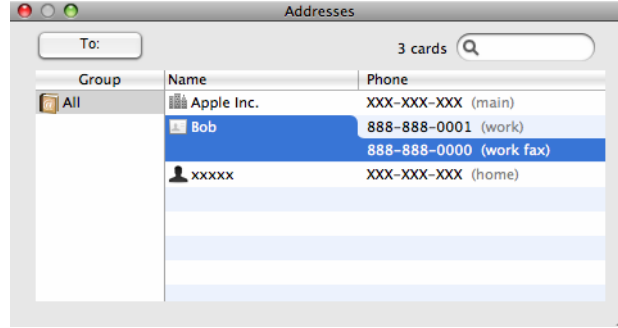 Addresses
To:
3 cards
Group Name Phone
All Apple Inc. XXX-XXX-XXX (main)
Bob 888-888-0001 (work)
888-888-0000 (work fax)
xxxxx XXX-XXX-XXX (home)